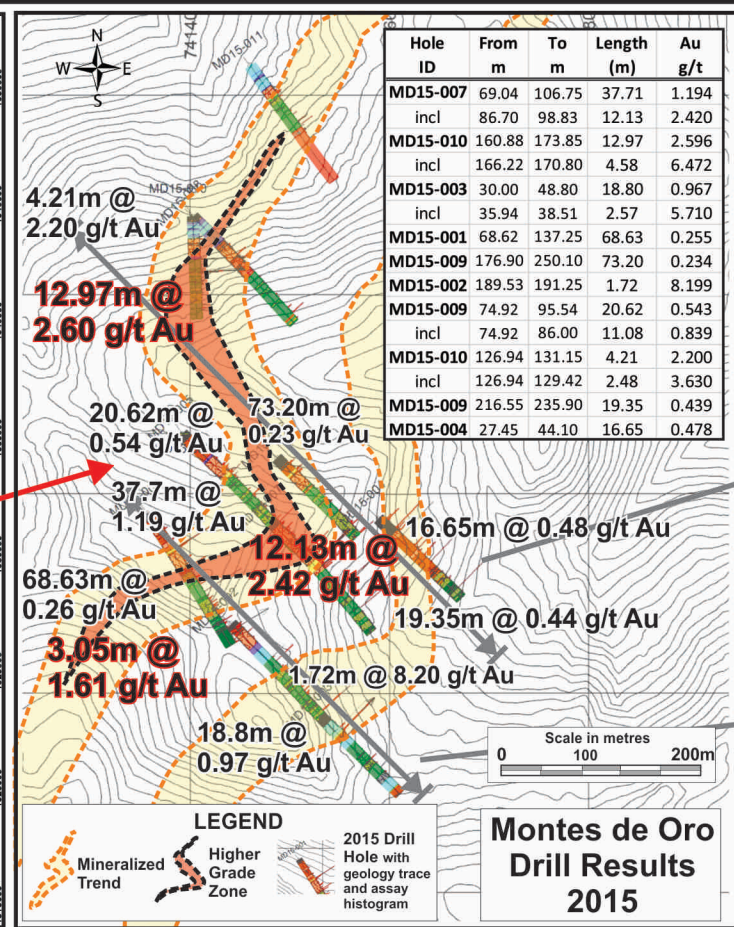 N
W E
S
74140
MD15-011
Hole ID From m To m Length (m) Au g/t
MD15-007 69.04 106.75 37.71 1.194
incl 86.70 98.83 12.13 2.420
MD15-010 160.88 173.85 12.97 2.596
incl 166.22 170.80 4.58 6.472
MD15-003 30.00 48.80 18.80 0.967
incl 35.94 38.51 2.57 5.710
MD15-001 68.62 137.25 68.63 0.255
MD15-009 176.90 250.10 73.20 0.234
MD15-002 189.53 191.25 1.72 8.199
MD15-009 74.92 95.54 20.62 0.543
incl 74.92 86.00 11.08 0.839
MD15-010 126.94 131.15 4.21 2.200
incl 126.94 129.42 2.48 3.630
MD15-009 216.55 235.90 19.35 0.439
MD15-004 27.45 44.10 16.65 0.478
4.21m @
2.20 g/t Au
12.97m @
2.60 g/t Au
20.62m @
0.54 g/t Au
73.20m @
0.23 g/t Au
37.7m @
1.19 g/t Au
16.65m @ 0.48 g/t Au
12.13m @
2.42 g/t Au
68.63m @
0.26 g/t Au
19.35m @ 0.44 g/t Au
3.05m @
1.61 g/t Au
1.72m @ 8.20 g/t Au
18.8m @
0.97 g/t Au
Scale in metres
0 100 200m
LEGEND
Mineralized
Trend
Higher
Grade
Zone
MD15-001
2015 Drill
Hole with
geology trace
and assay
histogram
Montes de Oro
Drill Results
2015